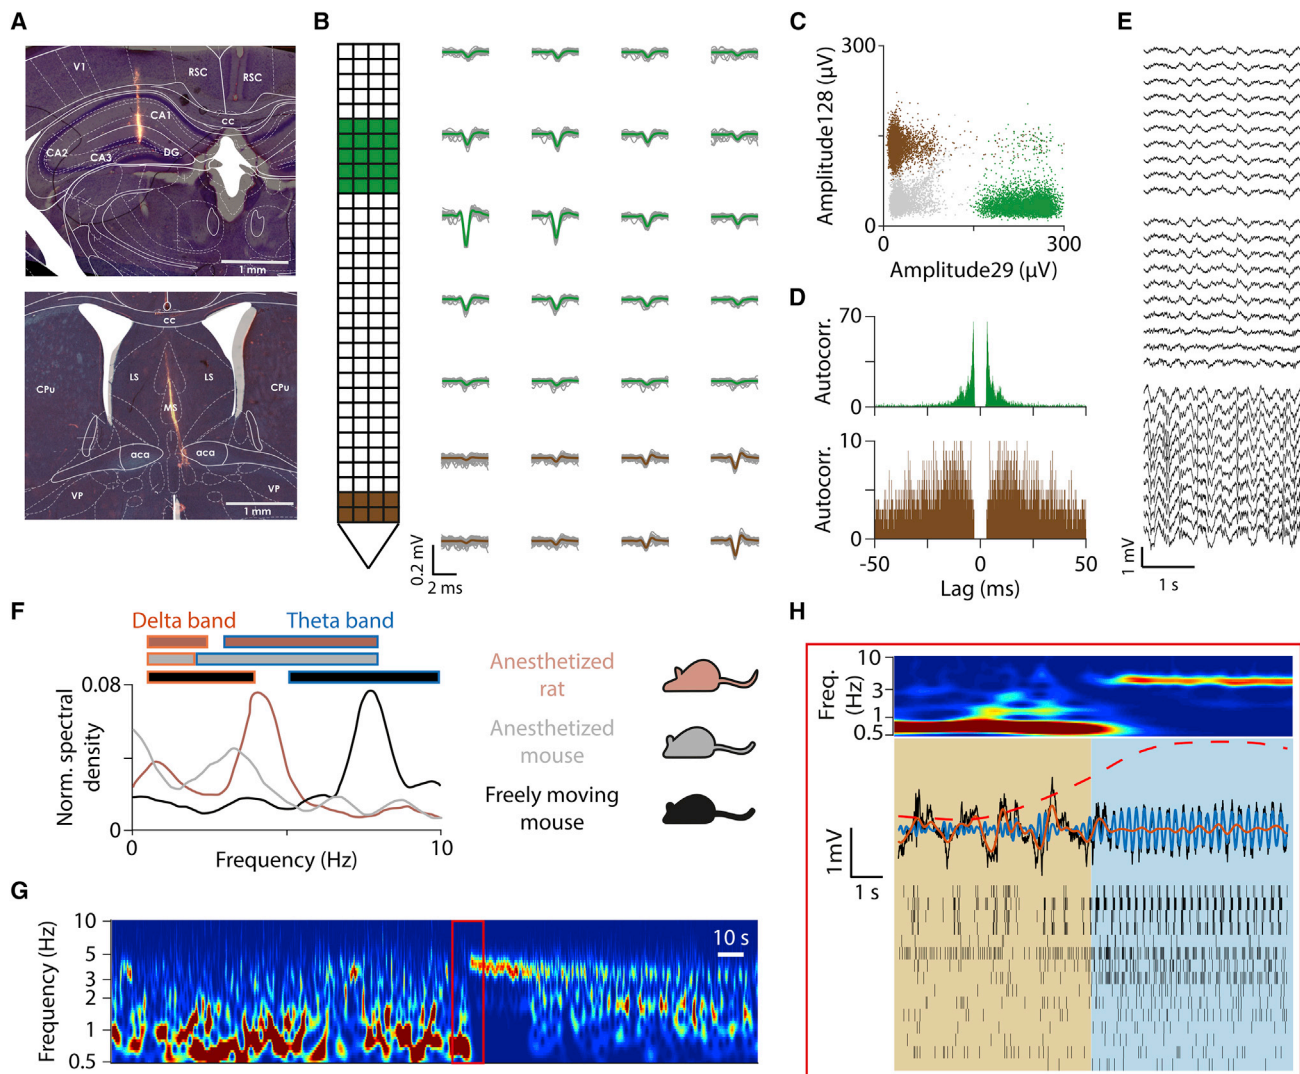 A
V1
RSC
RSC
cc
CA1
CA2
CA3
DG
1 mm
cc
CPu
LS
LS
CPu
MS
aca
aca
VP
VP
1 mm
B
0.2 mV
2 ms
C
300
Amplitude128 (µV)
0
0
300
Amplitude29 (µV)
D
70
Autocorr.
0
10
Autocorr.
0
-50
0
50
Lag (ms)
E
1 mV
1 s
F
Delta band
Theta band
0.08
Norm. spectral
density
0
0
10
Frequency (Hz)
Anesthetized
rat
Anesthetized
mouse
Freely moving
mouse
G
10
5
3
2
1
0.5
Frequency (Hz)
10 s
H
10
3
1
0.5
Freq.
(Hz)
1mV
1 s